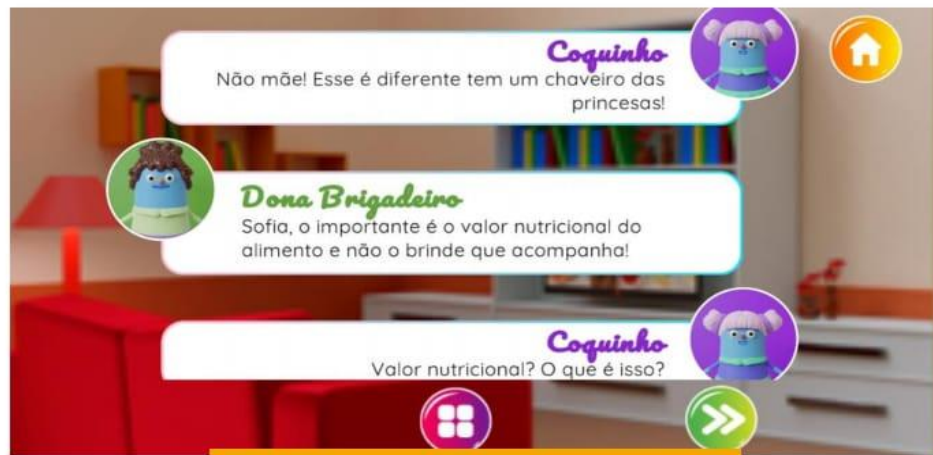 Coquinho
Não mãe! Esse é diferente tem um chaveiro das
princesas!
Dona Brigadeiro
Sofia, o importante é o valor nutricional do
alimento e não o brinde que acompanha!
Coquinho
Valor nutricional? O que é isso?